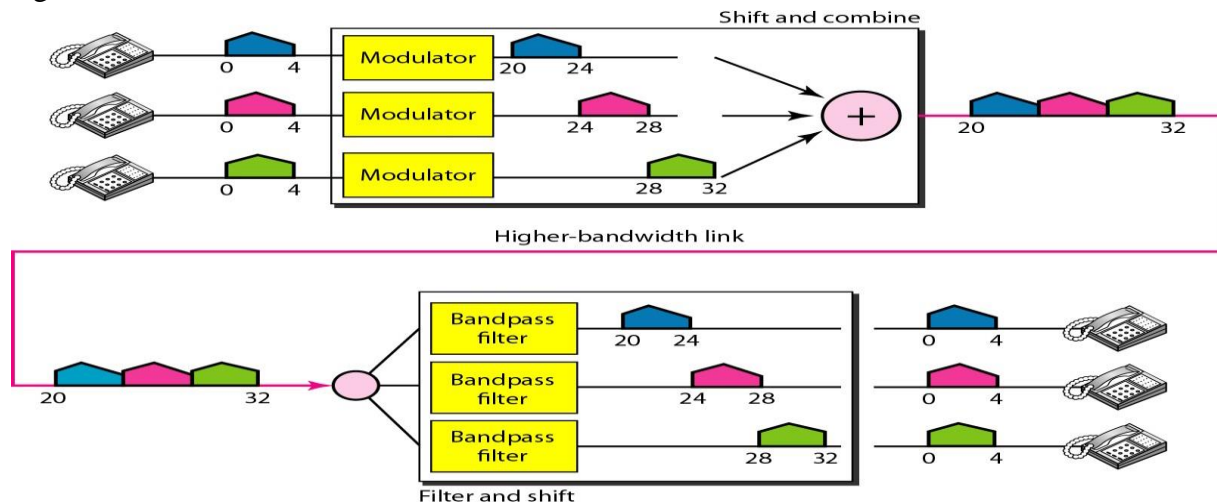 Shift and combine
0 4 Modulator 20 24
0 4 Modulator 24 28
+
20 32
0 4 Modulator 28 32
Higher-bandwidth link
Bandpass
filter
20 24
0 4
20 32
Bandpass
filter
24 28
0 4
Bandpass
filter
28 32
0 4
Filter and shift